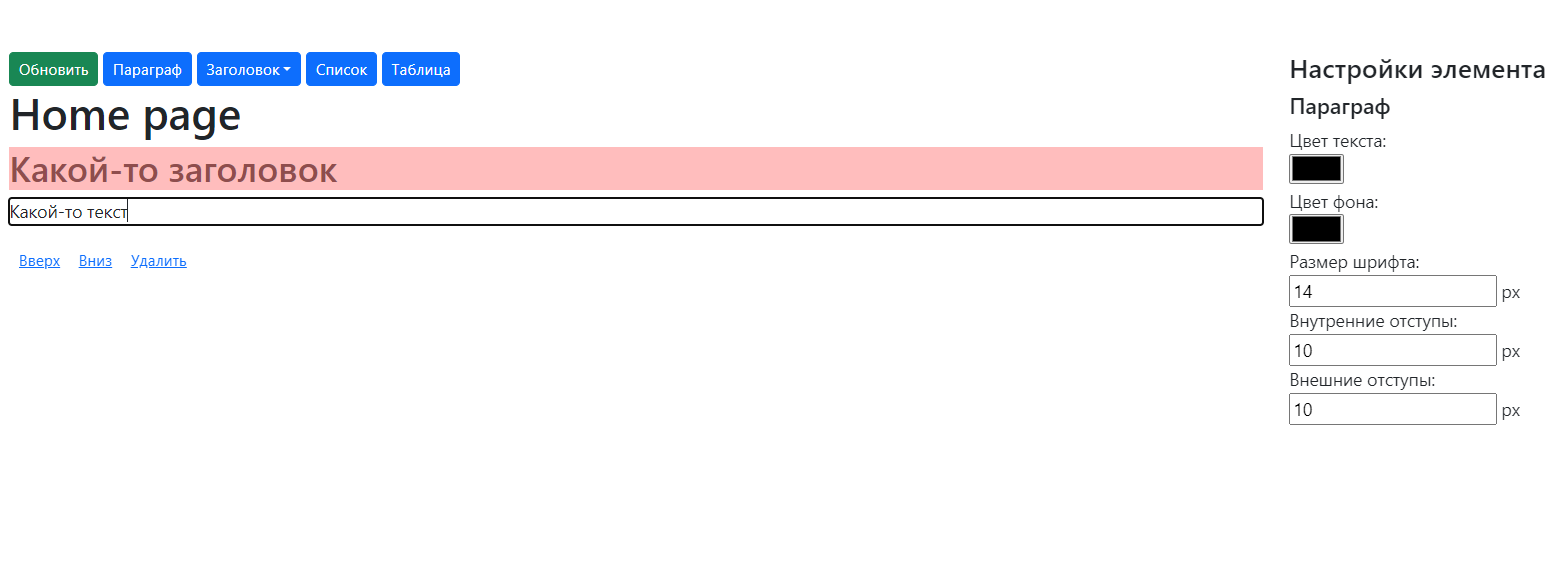 Обновить Параграф Заголовок Список Таблица
Home page
Какой-то заголовок
Какой-то текст
Вверх Вниз Удалить
Настройки элемента
Параграф
Цвет текста:
Цвет фона:
Размер шрифта:
14 px
Внутренние отступы:
10 px
Внешние отступы:
10 px